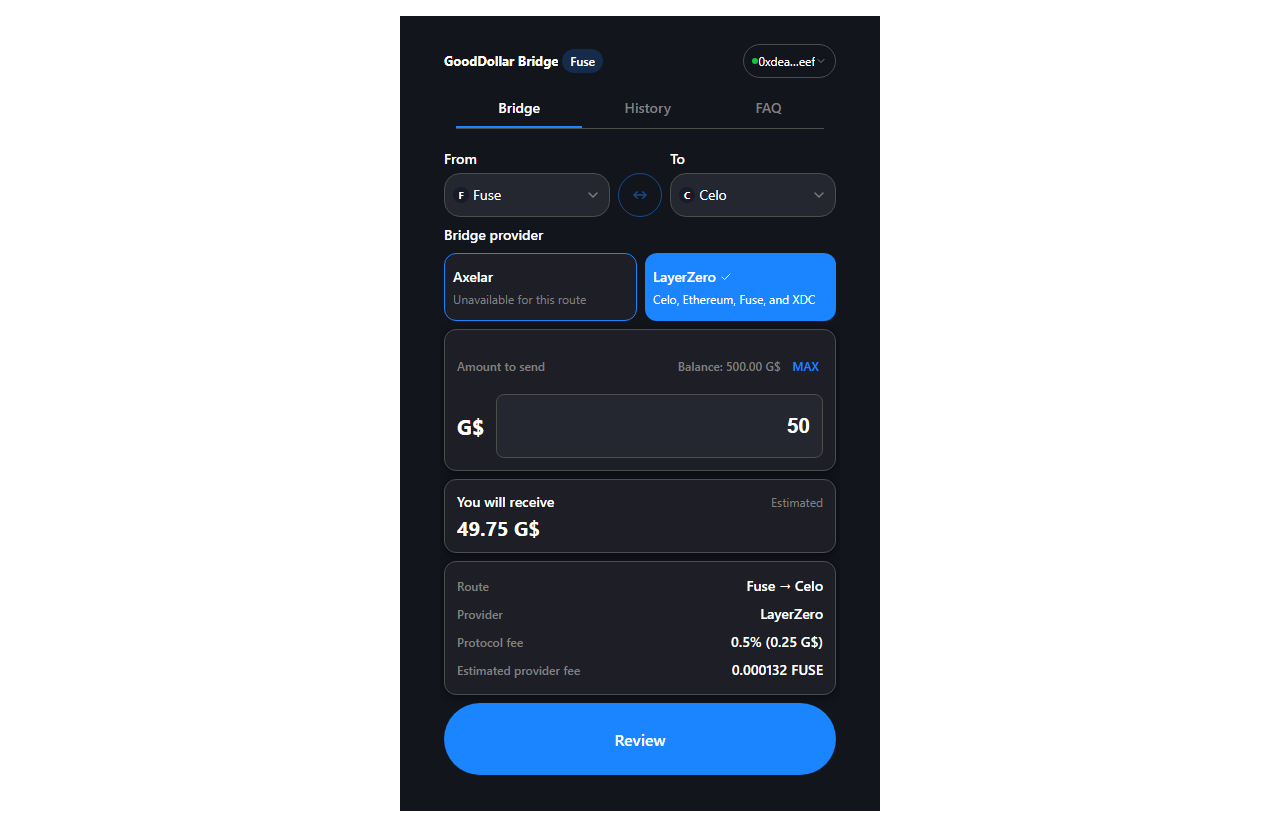 GoodDollar Bridge Fuse 0xdea...eef
Bridge History FAQ
From To
F Fuse C Celo
Bridge provider
Axelar LayerZero
Unavailable for this route Celo, Ethereum, Fuse, and XDC
Amount to send Balance: 500.00 G$ MAX
G$ 50
You will receive Estimated
49.75 G$
Route Fuse → Celo
Provider LayerZero
Protocol fee 0.5% (0.25 G$)
Estimated provider fee 0.000132 FUSE
Review